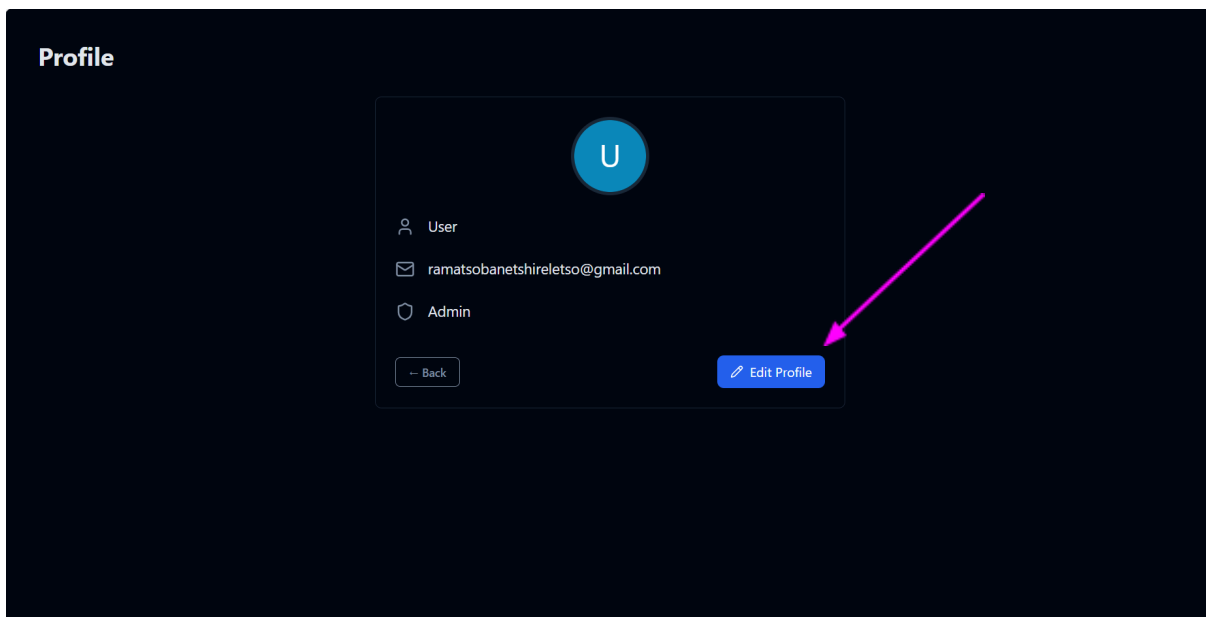 Profile
U
User
ramatsobanetshireletso@gmail.com
Admin
← Back
Edit Profile